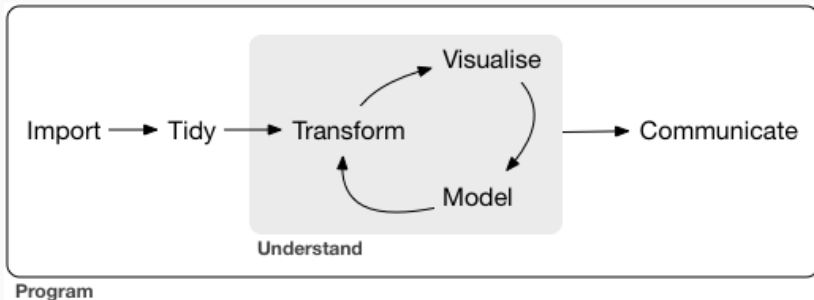 Visualise
Import
Tidy
Transform
Communicate
Model
Understand
Program